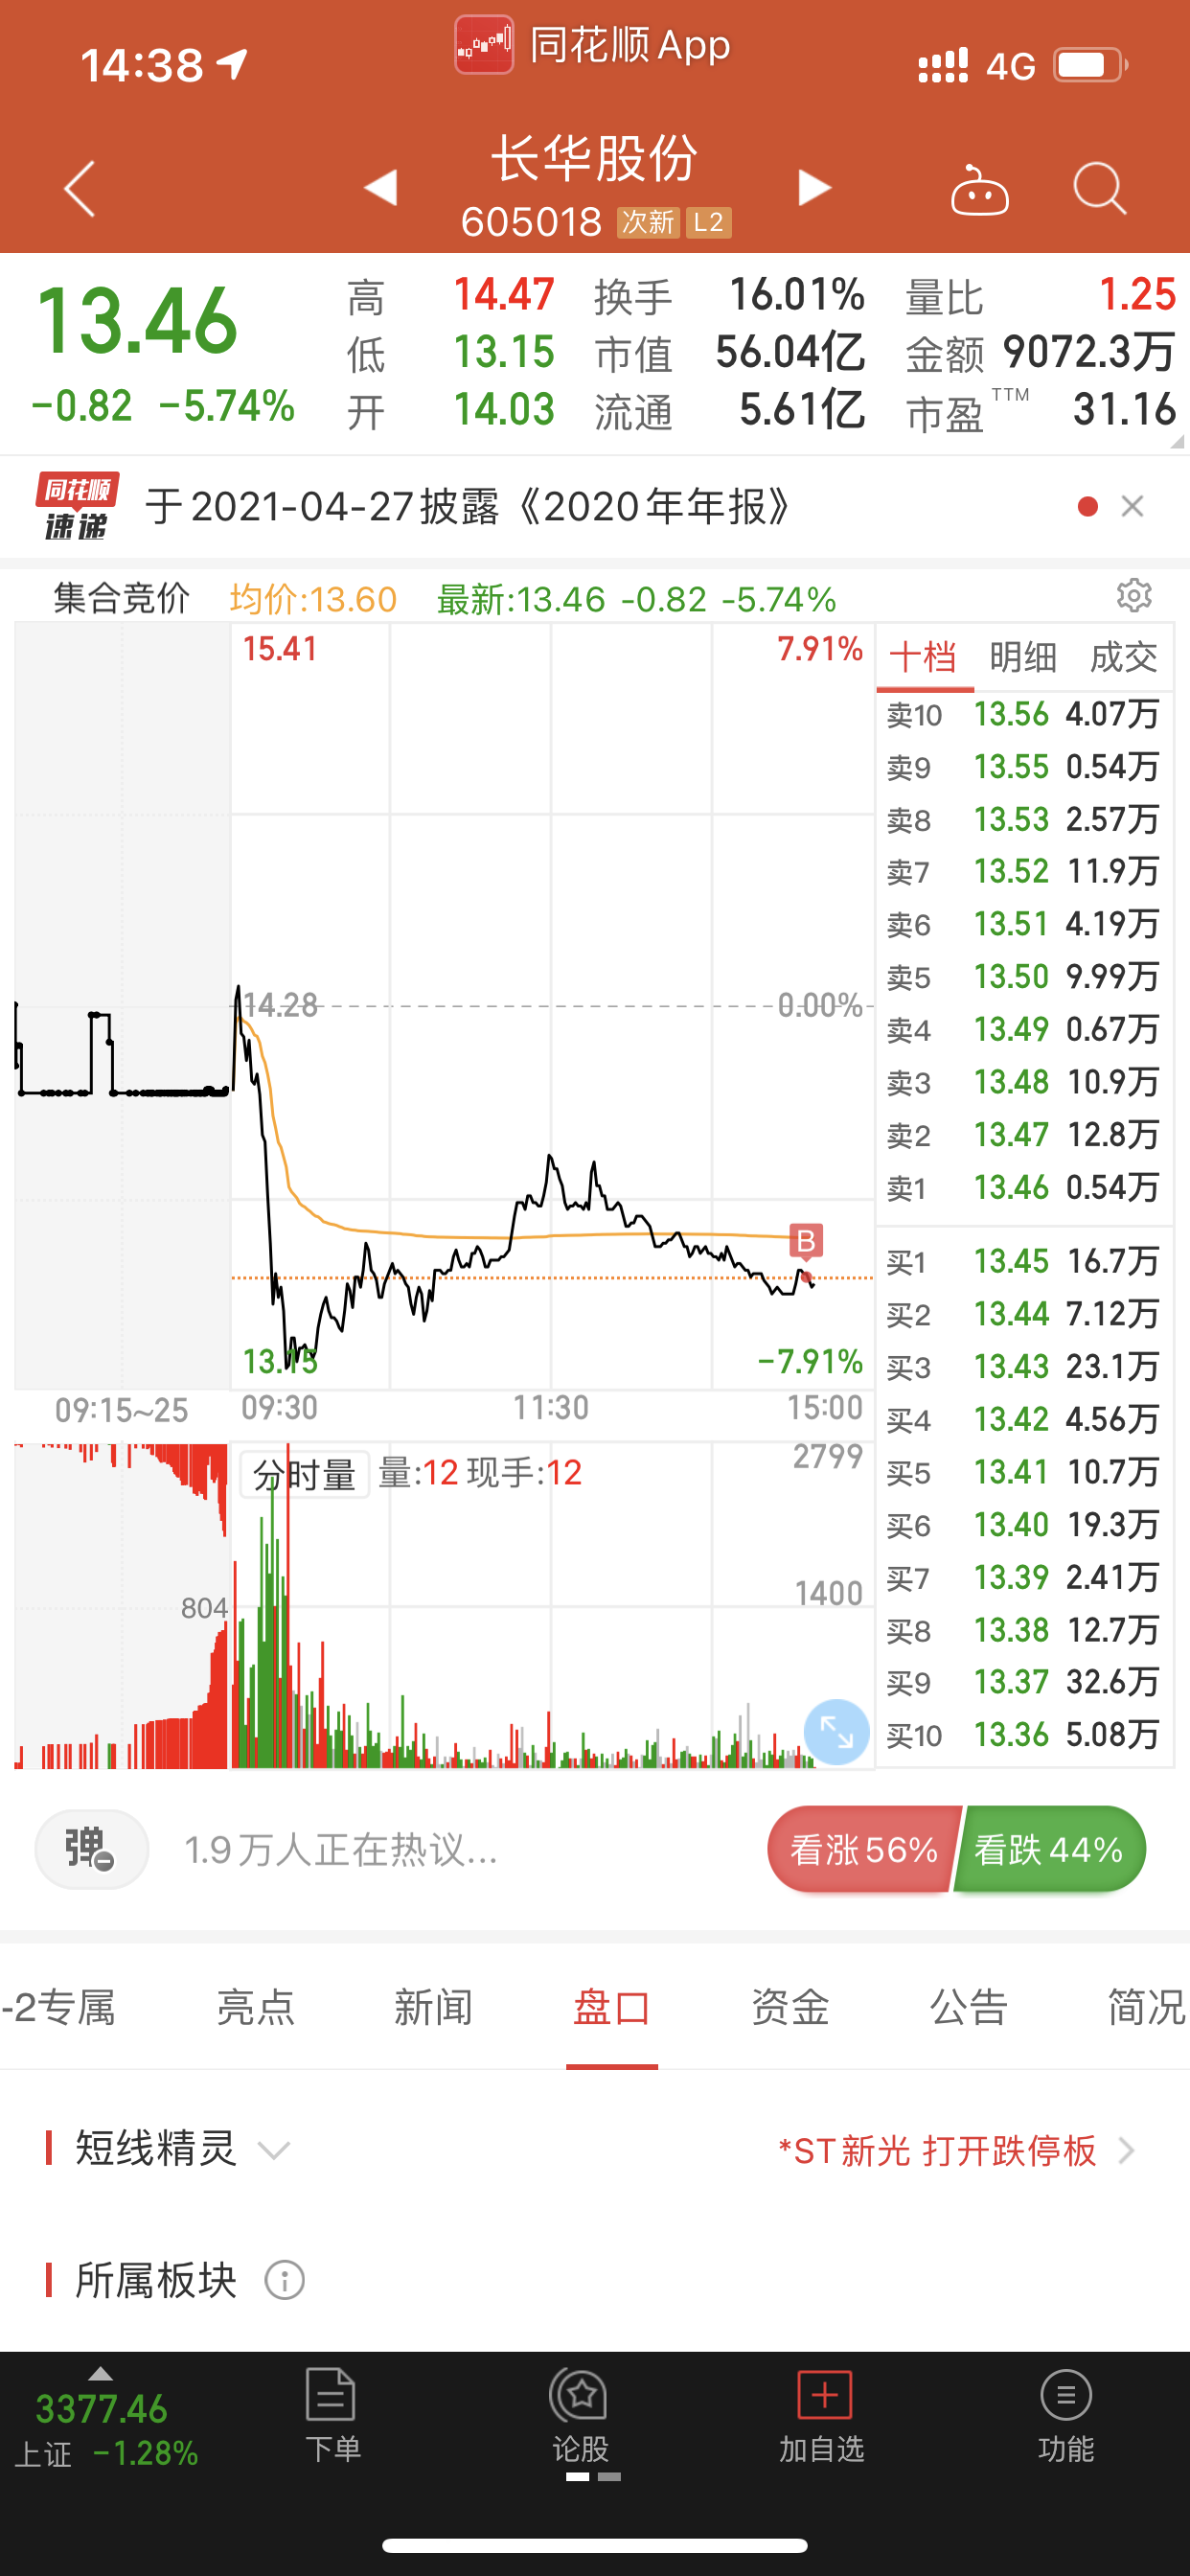 14:38
同花顺App
4G
长华股份
605018 次新 L2
13.46
-0.82 -5.74%
高 14.47 换手 16.01% 量比 1.25
低 13.15 市值 56.04亿 金额 9072.3万
开 14.03 流通 5.61亿 市盈TTM 31.16
同花顺
速递
于2021-04-27披露《2020年年报》
集合竞价 均价:13.60 最新:13.46 -0.82 -5.74%
15.41 7.91%
14.28 0.00%
B
13.15 -7.91%
09:15~25 09:30 11:30 15:00
分时量 量:12 现手:12 2799
1400
804
十档 明细 成交
卖10 13.56 4.07万
卖9 13.55 0.54万
卖8 13.53 2.57万
卖7 13.52 11.9万
卖6 13.51 4.19万
卖5 13.50 9.99万
卖4 13.49 0.67万
卖3 13.48 10.9万
卖2 13.47 12.8万
卖1 13.46 0.54万
买1 13.45 16.7万
买2 13.44 7.12万
买3 13.43 23.1万
买4 13.42 4.56万
买5 13.41 10.7万
买6 13.40 19.3万
买7 13.39 2.41万
买8 13.38 12.7万
买9 13.37 32.6万
买10 13.36 5.08万
弹 1.9万人正在热议... 看涨56% 看跌44%
-2专属 亮点 新闻 盘口 资金 公告 简况
短线精灵 *ST新光 打开跌停板
所属板块
3377.46
上证 -1.28%
下单 论股 加自选 功能